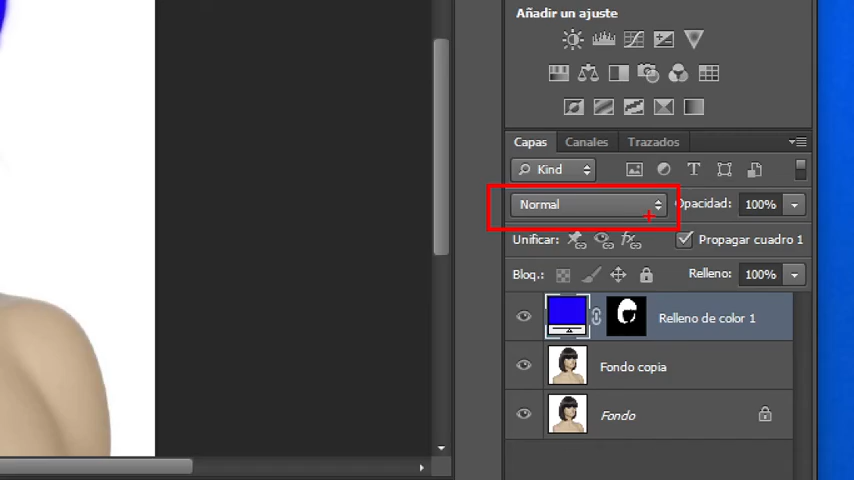 Añadir un ajuste
Capas Canales Trazados
Kind
Normal Opacidad: 100%
Unificar: Propagar cuadro 1
Bloq.: Relleno: 100%
Relleno de color 1
Fondo copia
Fondo